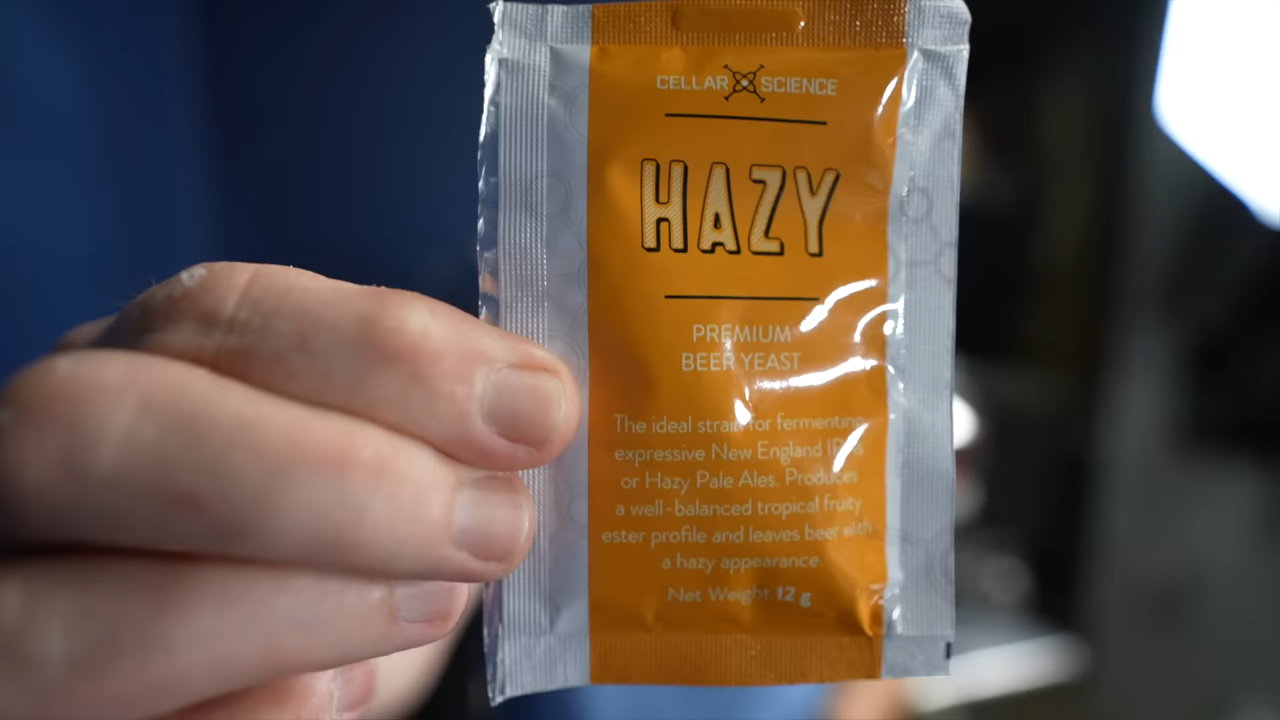 CELLAR SCIENCE
HAZY
PREMIUM
BEER YEAST
The ideal strain for fermenting
expressive New England IPAs
or Hazy Pale Ales. Produces
a well-balanced tropical fruity
ester profile and leaves beer with
a hazy appearance.
Net Weight 12 g